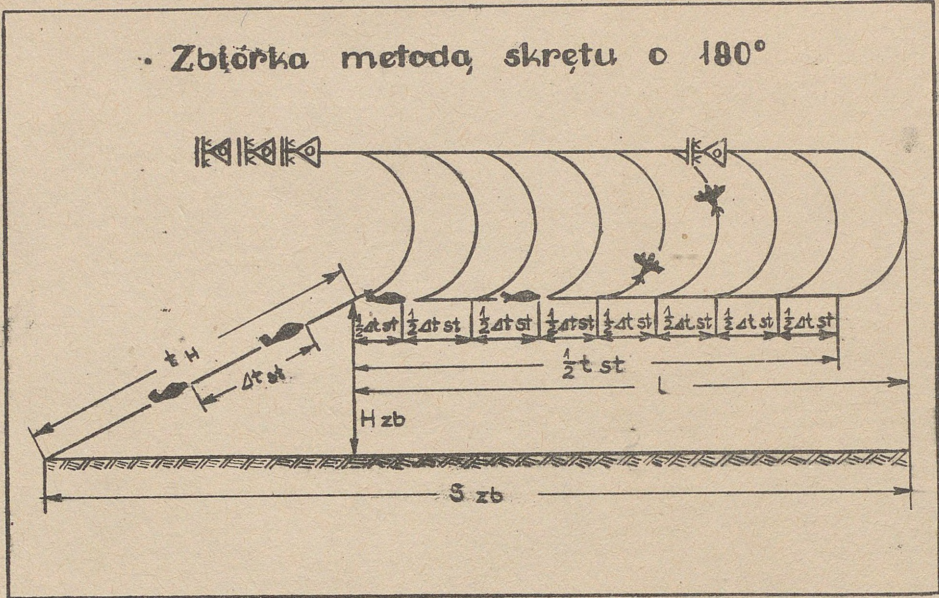 Zbiórka metodą skrętu o 180°
½Δt st ½Δt st ½Δt st ½Δt st ½Δt st ½Δt st ½Δt st ½Δt st
t H
Δt st
½ t st
L
H zb
S zb